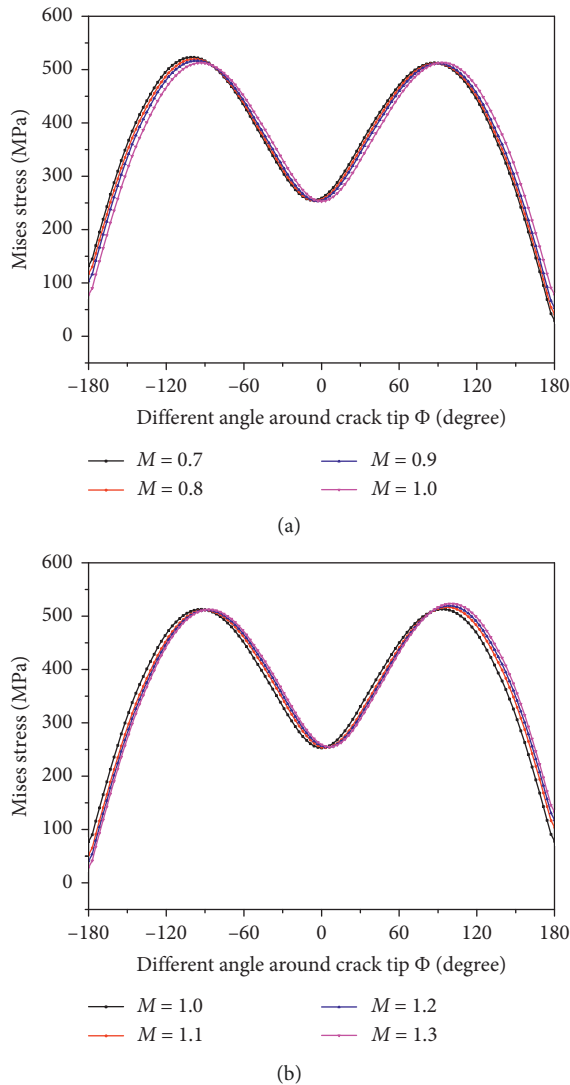 600
500
400
300
200
100
0
Mises stress (MPa)
−180 −120 −60 0 60 120 180
Different angle around crack tip Φ (degree)
M = 0.7 M = 0.9
M = 0.8 M = 1.0
(a)
600
500
400
300
200
100
0
Mises stress (MPa)
−180 −120 −60 0 60 120 180
Different angle around crack tip Φ (degree)
M = 1.0 M = 1.2
M = 1.1 M = 1.3
(b)